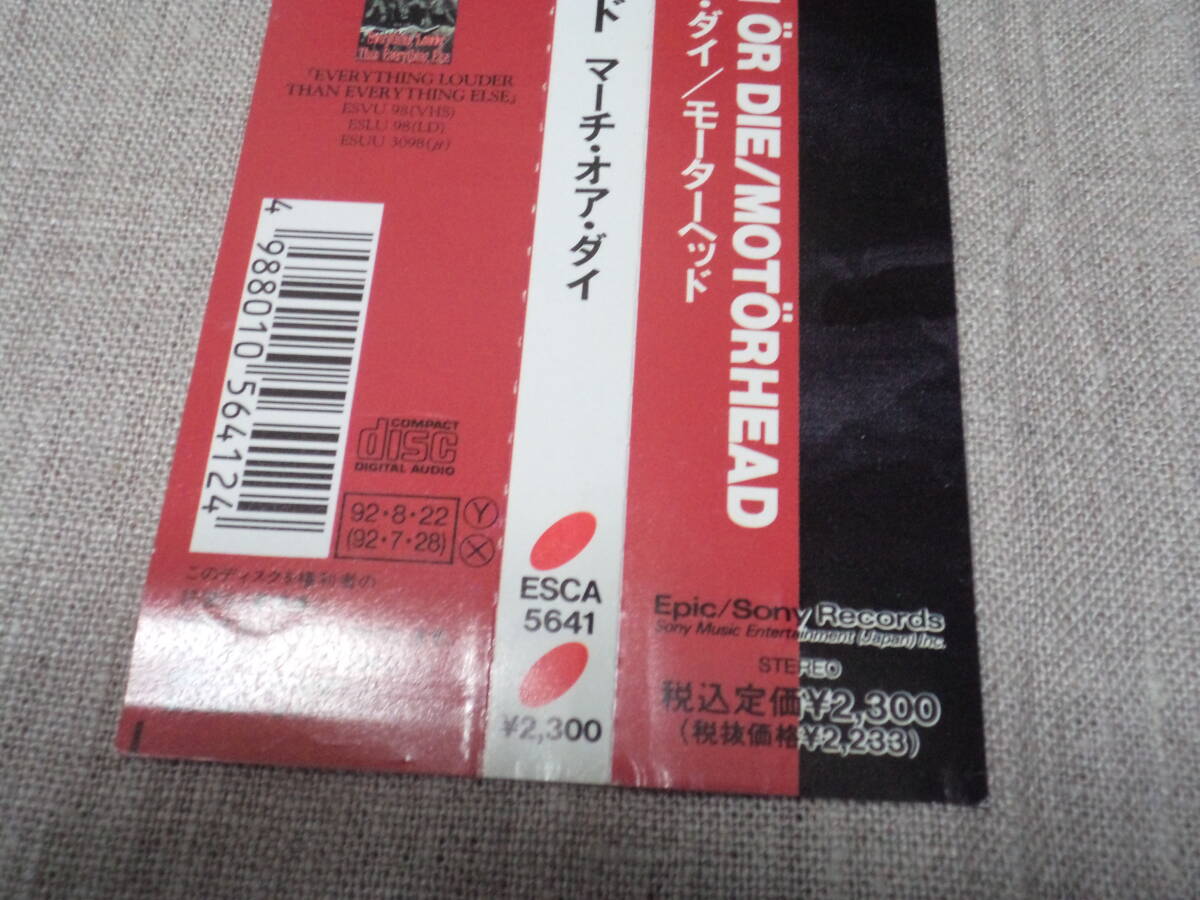 『EVERYTHING LOUDER
THAN EVERYTHING ELSE』
ESVU 98(VHS)
ESLU 98(LD)
ESUU 3098(μ)
4 988010 564124
COMPACT
disc
DIGITAL AUDIO
92・8・22
(92・7・28)
Y
X
このディスクを権利者の
ド マーチ・オア・ダイ
ESCA
5641
¥2,300
ÖR DIE/MOTÖRHEAD
・ダイ/モーターヘッド
Epic/Sony Records
Sony Music Entertainment (Japan) Inc.
STEREO
税込定価¥2,300
(税抜価格¥2,233)